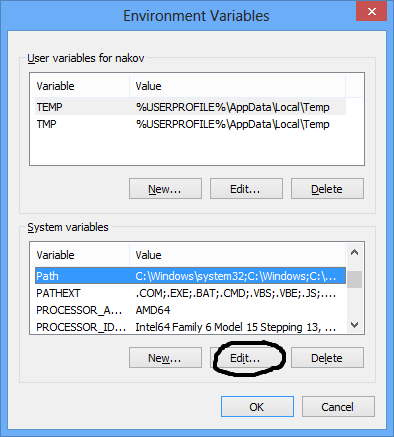 Environment Variables
User variables for nakov
Variable Value
TEMP %USERPROFILE%\AppData\Local\Temp
TMP %USERPROFILE%\AppData\Local\Temp
New... Edit... Delete
System variables
Variable Value
Path C:\Windows\system32;C:\Windows;C:\...
PATHEXT .COM;.EXE;.BAT;.CMD;.VBS;.VBE;.JS;....
PROCESSOR_A... AMD64
PROCESSOR_ID... Intel64 Family 6 Model 15 Stepping 13, ...
New... Edit... Delete
OK Cancel